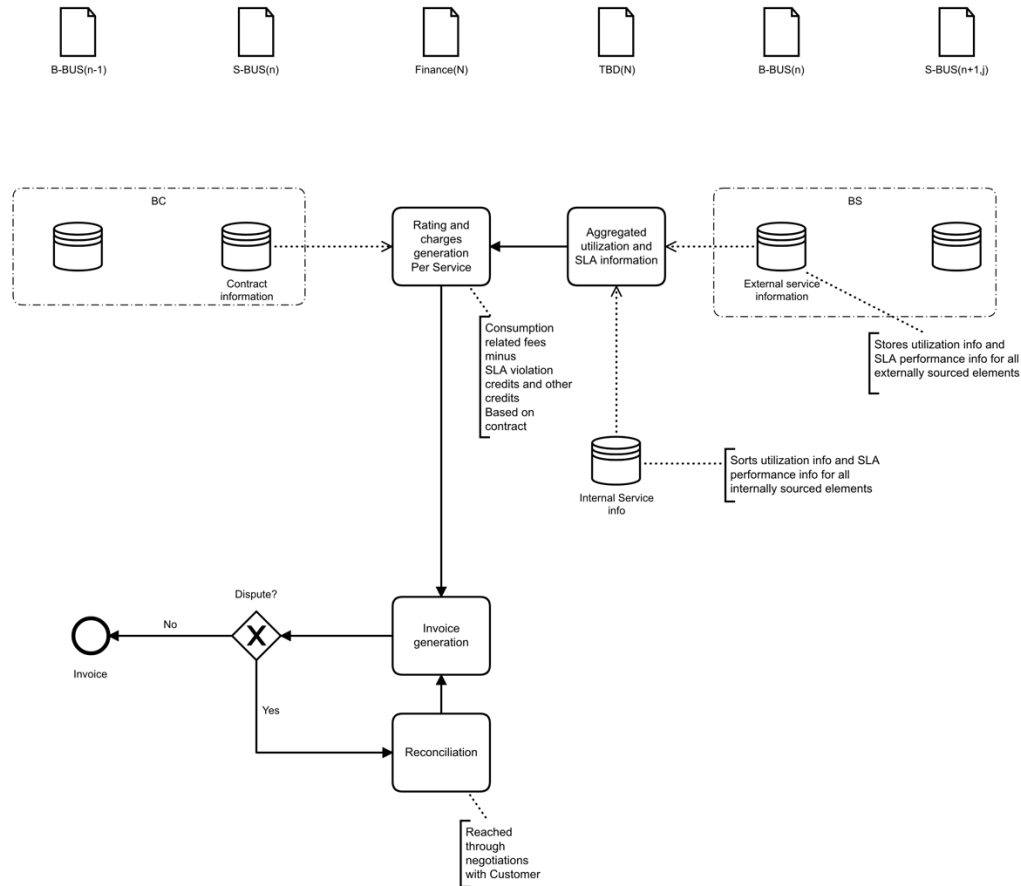 B-BUS(n-1)
S-BUS(n)
Finance(N)
TBD(N)
B-BUS(n)
S-BUS(n+1,j)
BC
Contract
information
Rating and
charges
generation
Per Service
Aggregated
utilization and
SLA information
BS
External service
information
Consumption
related fees
minus
SLA violation
credits and other
credits
Based on
contract
Stores utilization info and
SLA performance info for all
externally sourced elements
Internal Service
info
Sorts utilization info and SLA
performance info for all
internally sourced elements
Dispute?
No
X
Invoice
Invoice
generation
Yes
Reconciliation
Reached
through
negotiations
with Customer